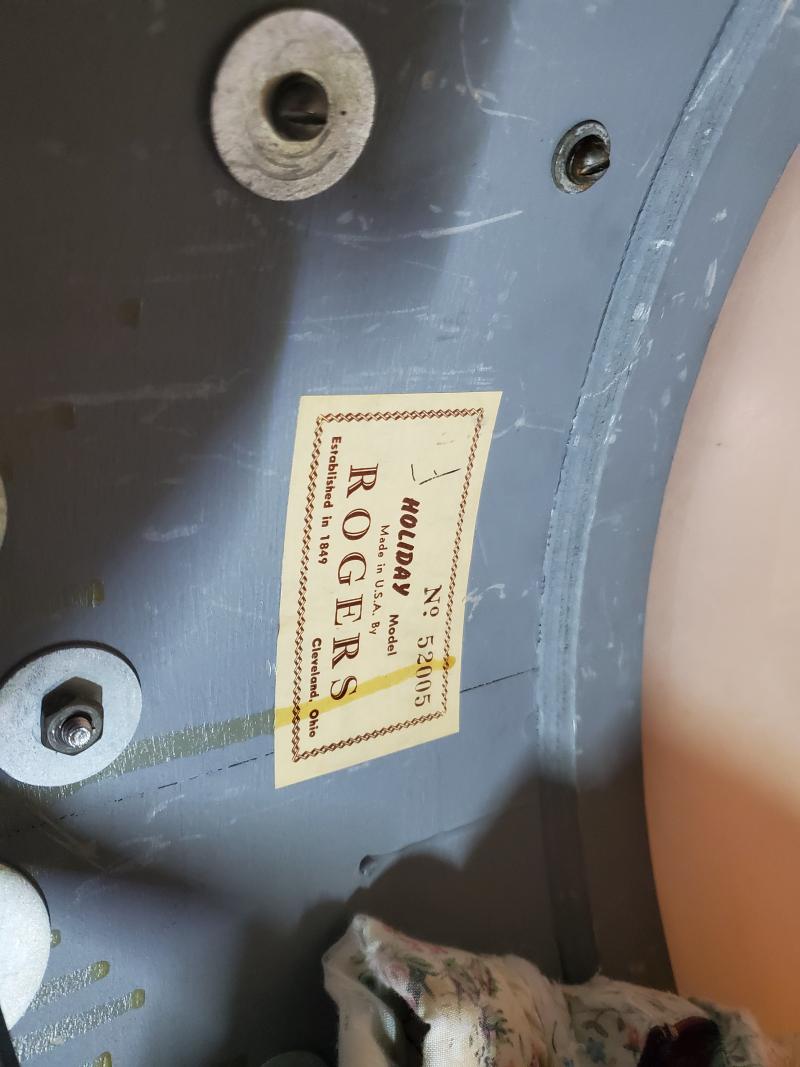 Nº 52005
HOLIDAY Model
Made in U.S.A. By
ROGERS
Established in 1849 Cleveland, Ohio